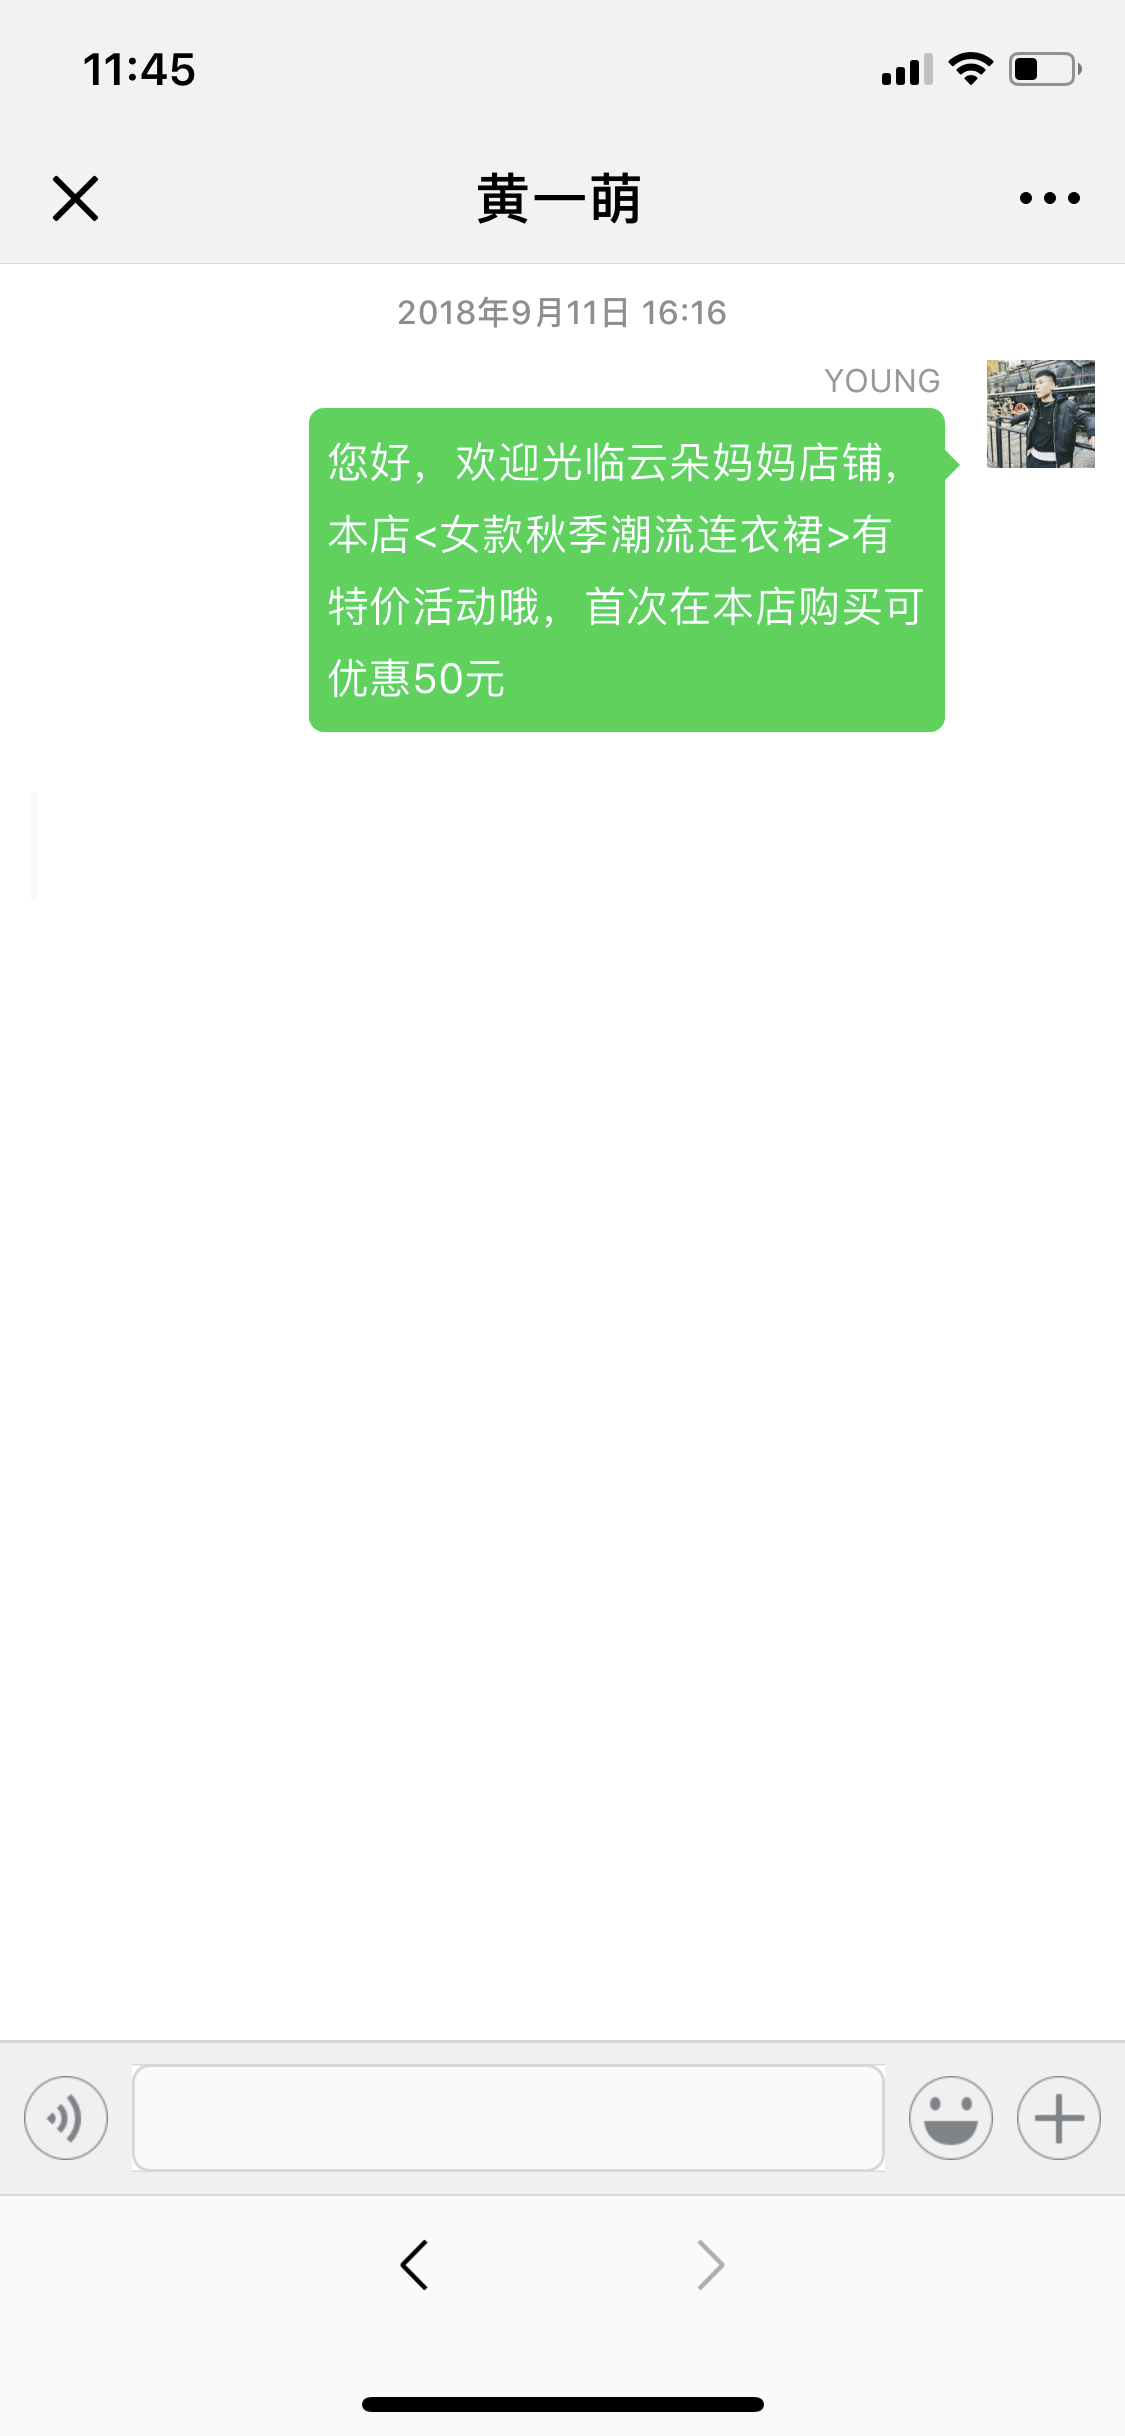 11:45
黄一萌
2018年9月11日 16:16
YOUNG
您好，欢迎光临云朵妈妈店铺，
本店<女款秋季潮流连衣裙>有
特价活动哦，首次在本店购买可
优惠50元